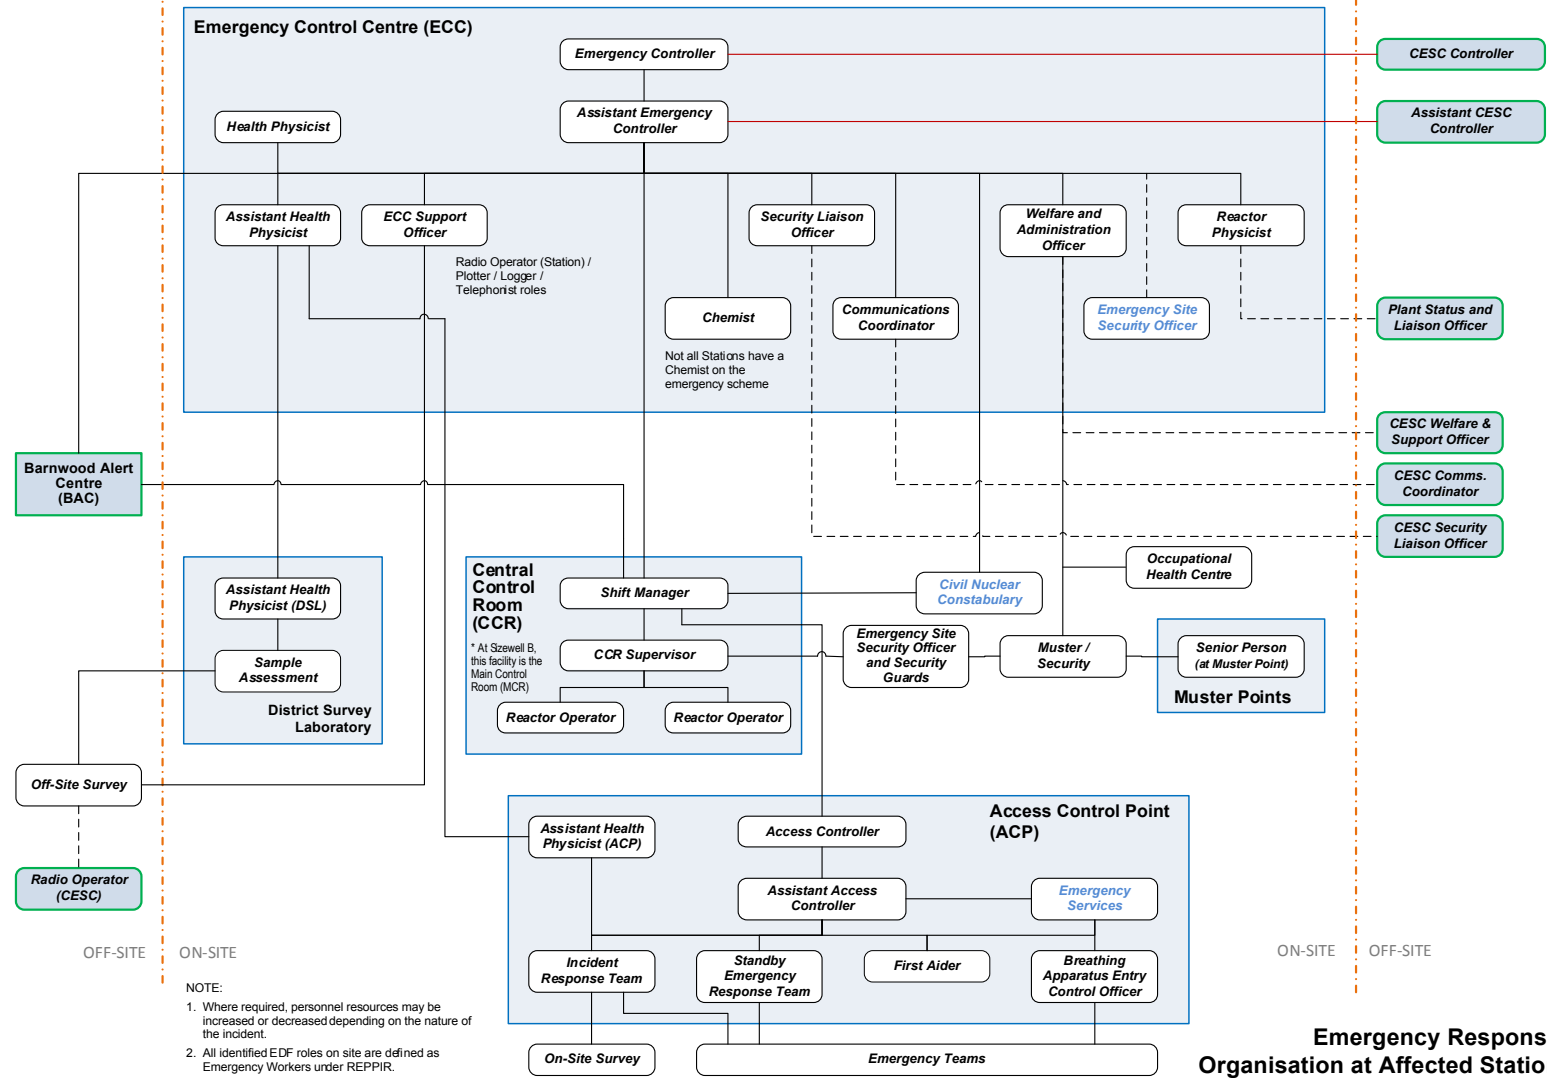 Emergency Control Centre (ECC)
Emergency Controller
CESC Controller
Health Physicist
Assistant Emergency
Controller
Assistant CESC
Controller
Assistant Health
Physicist
ECC Support
Officer
Security Liaison
Officer
Welfare and
Administration
Officer
Reactor
Physicist
Radio Operator (Station) /
Plotter / Logger /
Telephonist roles
Chemist
Communications
Coordinator
Emergency Site
Security Officer
Plant Status and
Liaison Officer
Not all Stations have a
Chemist on the
emergency scheme
CESC Welfare &
Support Officer
Barnwood Alert
Centre
(BAC)
CESC Comms.
Coordinator
CESC Security
Liaison Officer
Central
Control
Room
(CCR)
* At Sizewell B,
this facility is the
Main Control
Room (MCR)
Shift Manager
Civil Nuclear
Constabulary
Occupational
Health Centre
Assistant Health
Physicist (DSL)
Sample
Assessment
District Survey
Laboratory
CCR Supervisor
Emergency Site
Security Officer
and Security
Guards
Muster /
Security
Senior Person
(at Muster Point)
Muster Points
Reactor Operator
Reactor Operator
Off-Site Survey
Radio Operator
(CESC)
Access Control Point
(ACP)
Assistant Health
Physicist (ACP)
Access Controller
Assistant Access
Controller
Emergency
Services
OFF-SITE
ON-SITE
ON-SITE
OFF-SITE
Incident
Response Team
Standby
Emergency
Response Team
First Aider
Breathing
Apparatus Entry
Control Officer
On-Site Survey
Emergency Teams
NOTE:
1. Where required, personnel resources may be
increased or decreased depending on the nature of
the incident.
2. All identified EDF roles on site are defined as
Emergency Workers under REPPIR.
Emergency Respons
Organisation at Affected Statio